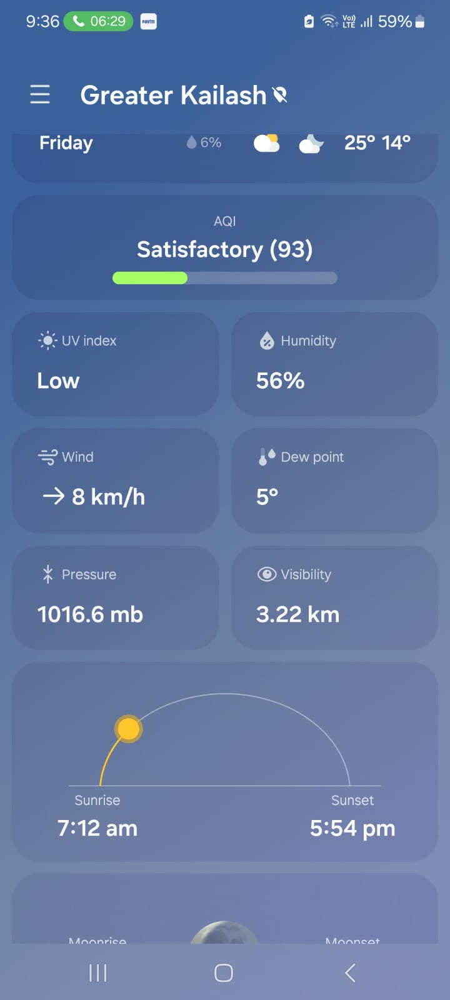 9:36 06:29 paytm Vo)) LTE 59%
Greater Kailash
Friday 6% 25° 14°
AQI
Satisfactory (93)
UV index
Low
Humidity
56%
Wind
→ 8 km/h
Dew point
5°
Pressure
1016.6 mb
Visibility
3.22 km
Sunrise
7:12 am
Sunset
5:54 pm
Moonrise
Moonset